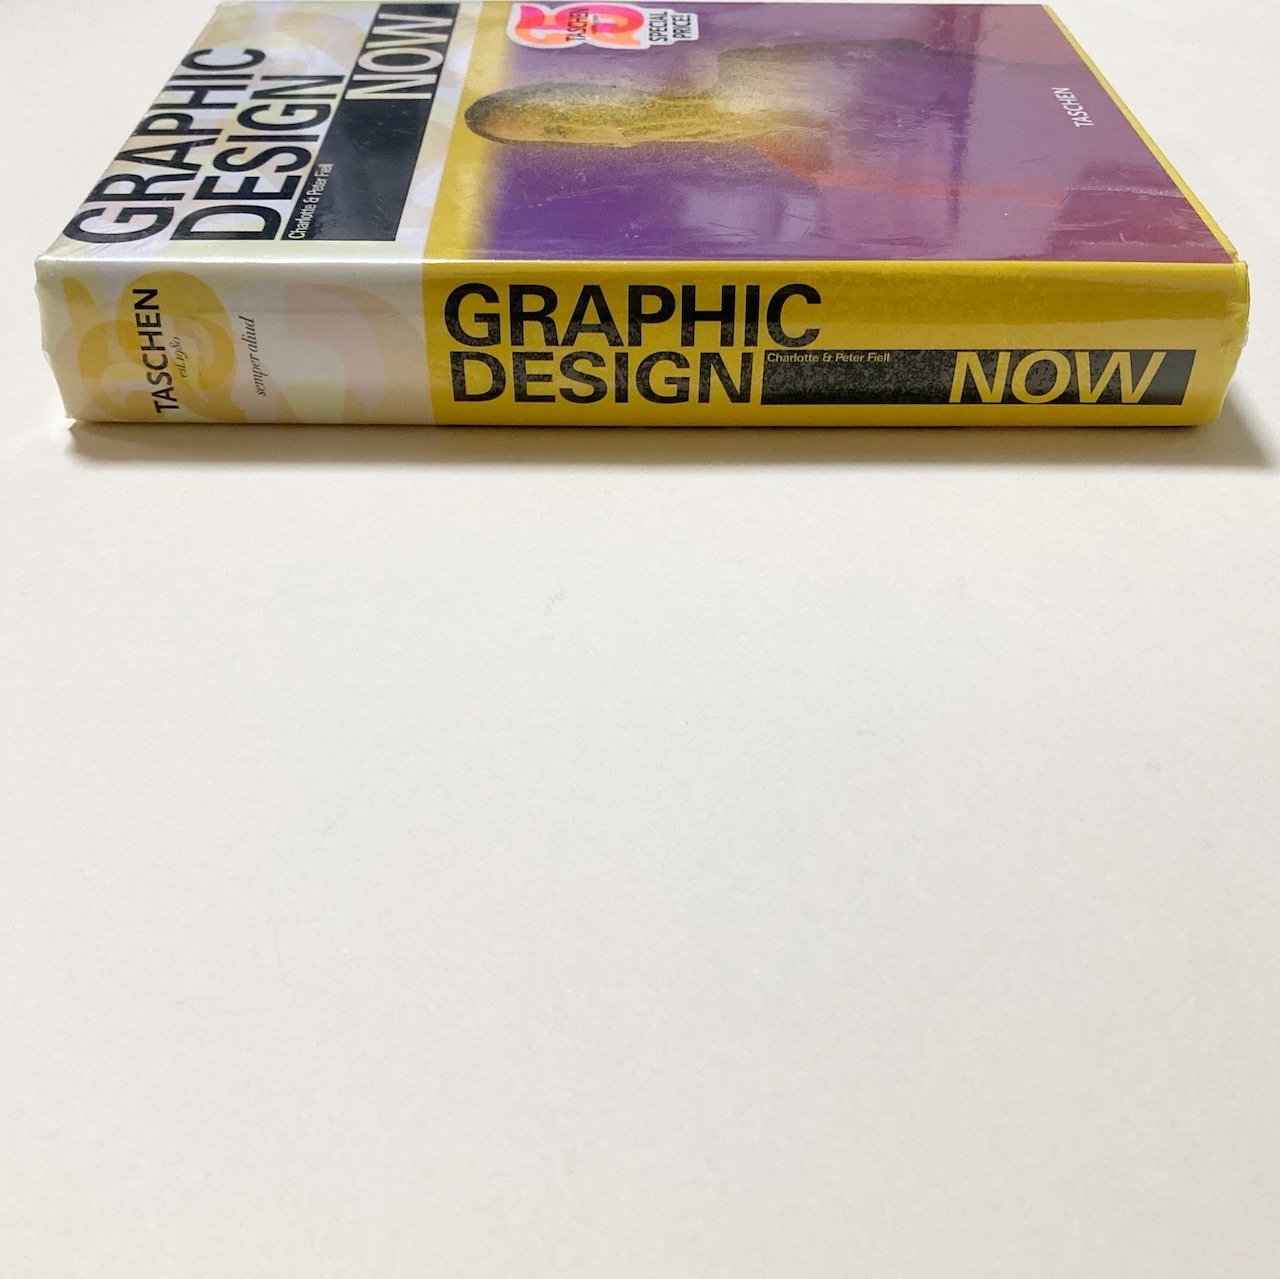 GRAPHIC
DESIGN
NOW
Charlotte & Peter Fiell
25
TASCHEN
SPECIAL
PRICE!
TASCHEN
TASCHEN
est. 1980
semper aliud
GRAPHIC
DESIGN
Charlotte & Peter Fiell
NOW